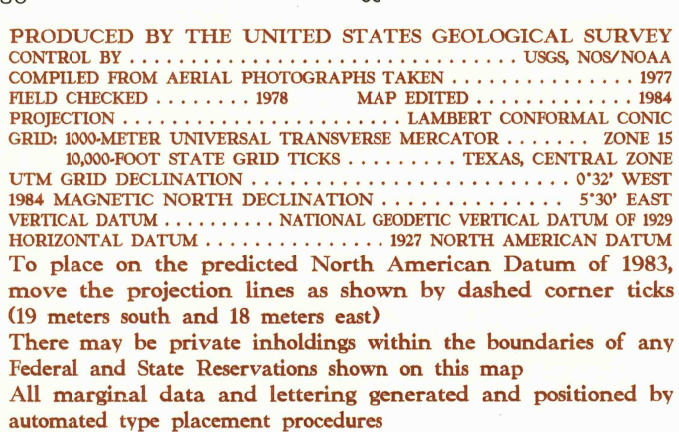 PRODUCED BY THE UNITED STATES GEOLOGICAL SURVEY
CONTROL BY . . . . . . . . . . . . . . . . . . . . . . . . . . . . . . . . . USGS, NOS/NOAA
COMPILED FROM AERIAL PHOTOGRAPHS TAKEN . . . . . . . . . . . . . 1977
FIELD CHECKED . . . . . . . . 1978 MAP EDITED . . . . . . . . . . . . . 1984
PROJECTION . . . . . . . . . . . . . . . . . . . . . . . . LAMBERT CONFORMAL CONIC
GRID: 1000-METER UNIVERSAL TRANSVERSE MERCATOR . . . . . . . ZONE 15
10,000-FOOT STATE GRID TICKS . . . . . . . . . TEXAS, CENTRAL ZONE
UTM GRID DECLINATION . . . . . . . . . . . . . . . . . . . . . . . . . . . 0°32' WEST
1984 MAGNETIC NORTH DECLINATION . . . . . . . . . . . . . . . . 5°30' EAST
VERTICAL DATUM . . . . . . . . . NATIONAL GEODETIC VERTICAL DATUM OF 1929
HORIZONTAL DATUM . . . . . . . . . . . . . . . . 1927 NORTH AMERICAN DATUM
To place on the predicted North American Datum of 1983,
move the projection lines as shown by dashed corner ticks
(19 meters south and 18 meters east)
There may be private inholdings within the boundaries of any
Federal and State Reservations shown on this map
All marginal data and lettering generated and positioned by
automated type placement procedures